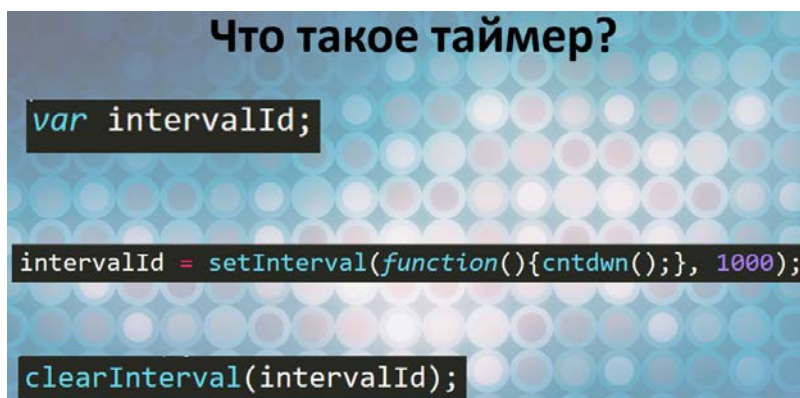 Что такое таймер?
var intervalId;
intervalId = setInterval(function(){cntdwn();}, 1000);
clearInterval(intervalId);